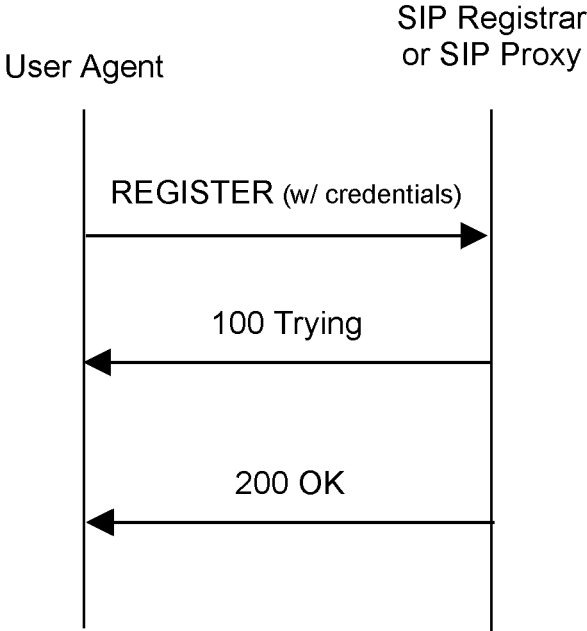 SIP Registrar
or SIP Proxy
User Agent
REGISTER (w/ credentials)
100 Trying
200 OK